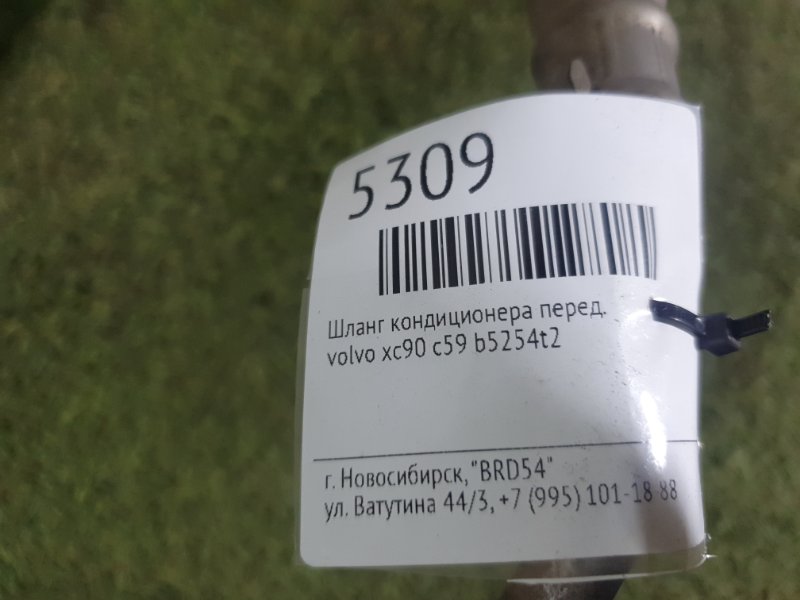 5309
Шланг кондиционера перед.
volvo xc90 c59 b5254t2
г. Новосибирск,"BRD54"
ул. Ватутина 44/3, +7 (995) 101-18 88